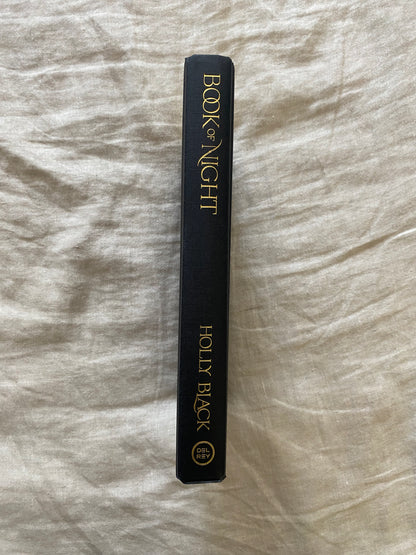 BOOK OF NIGHT
HOLLY BLACK
DEL
REY